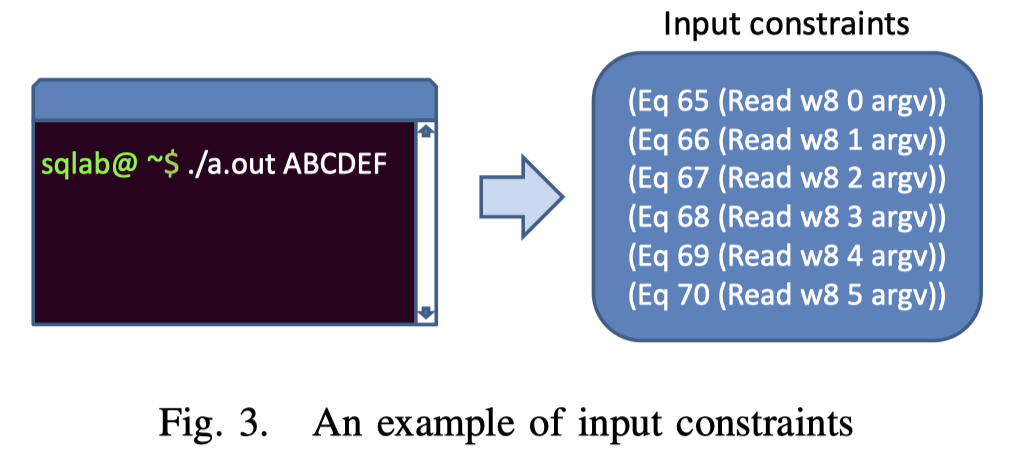 Input constraints
sqlab@ ~$ ./a.out ABCDEF
(Eq 65 (Read w8 0 argv))
(Eq 66 (Read w8 1 argv))
(Eq 67 (Read w8 2 argv))
(Eq 68 (Read w8 3 argv))
(Eq 69 (Read w8 4 argv))
(Eq 70 (Read w8 5 argv))
Fig. 3. An example of input constraints